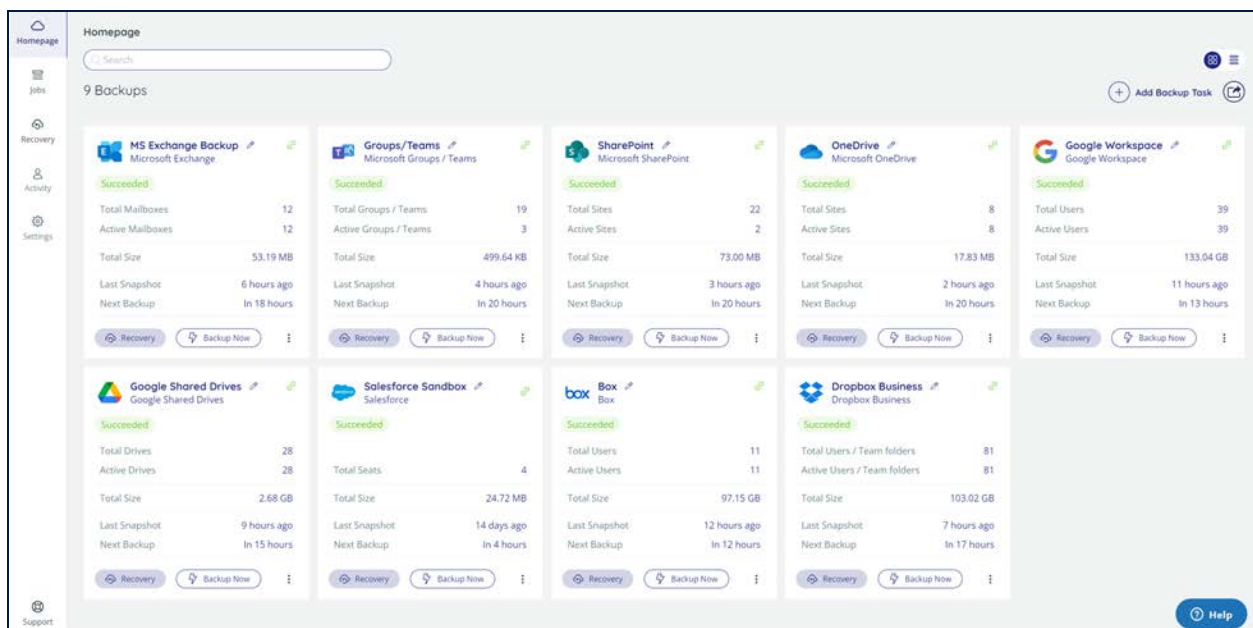 Homepage
Homepage
Jobs
Recovery
Activity
Settings
Support
Search
9 Backups
Add Backup Task
MS Exchange Backup
Microsoft Exchange
Succeeded
Total Mailboxes 12
Active Mailboxes 12
Total Size 53.19 MB
Last Snapshot 6 hours ago
Next Backup In 18 hours
Recovery Backup Now
Groups/Teams
Microsoft Groups / Teams
Succeeded
Total Groups / Teams 19
Active Groups / Teams 3
Total Size 499.64 KB
Last Snapshot 4 hours ago
Next Backup In 20 hours
Recovery Backup Now
SharePoint
Microsoft SharePoint
Succeeded
Total Sites 22
Active Sites 2
Total Size 73.00 MB
Last Snapshot 3 hours ago
Next Backup In 20 hours
Recovery Backup Now
OneDrive
Microsoft OneDrive
Succeeded
Total Sites 8
Active Sites 8
Total Size 17.83 MB
Last Snapshot 2 hours ago
Next Backup In 20 hours
Recovery Backup Now
Google Workspace
Google Workspace
Succeeded
Total Users 39
Active Users 39
Total Size 133.04 GB
Last Snapshot 11 hours ago
Next Backup In 13 hours
Recovery Backup Now
Google Shared Drives
Google Shared Drives
Succeeded
Total Drives 28
Active Drives 28
Total Size 2.68 GB
Last Snapshot 9 hours ago
Next Backup In 15 hours
Recovery Backup Now
Salesforce Sandbox
Salesforce
Succeeded
Total Seats 4
Total Size 24.72 MB
Last Snapshot 14 days ago
Next Backup In 4 hours
Recovery Backup Now
box
Box
Box
Succeeded
Total Users 11
Active Users 11
Total Size 97.15 GB
Last Snapshot 12 hours ago
Next Backup In 12 hours
Recovery Backup Now
Dropbox Business
Dropbox Business
Succeeded
Total Users / Team folders 81
Active Users / Team folders 81
Total Size 103.02 GB
Last Snapshot 7 hours ago
Next Backup In 17 hours
Recovery Backup Now
Help